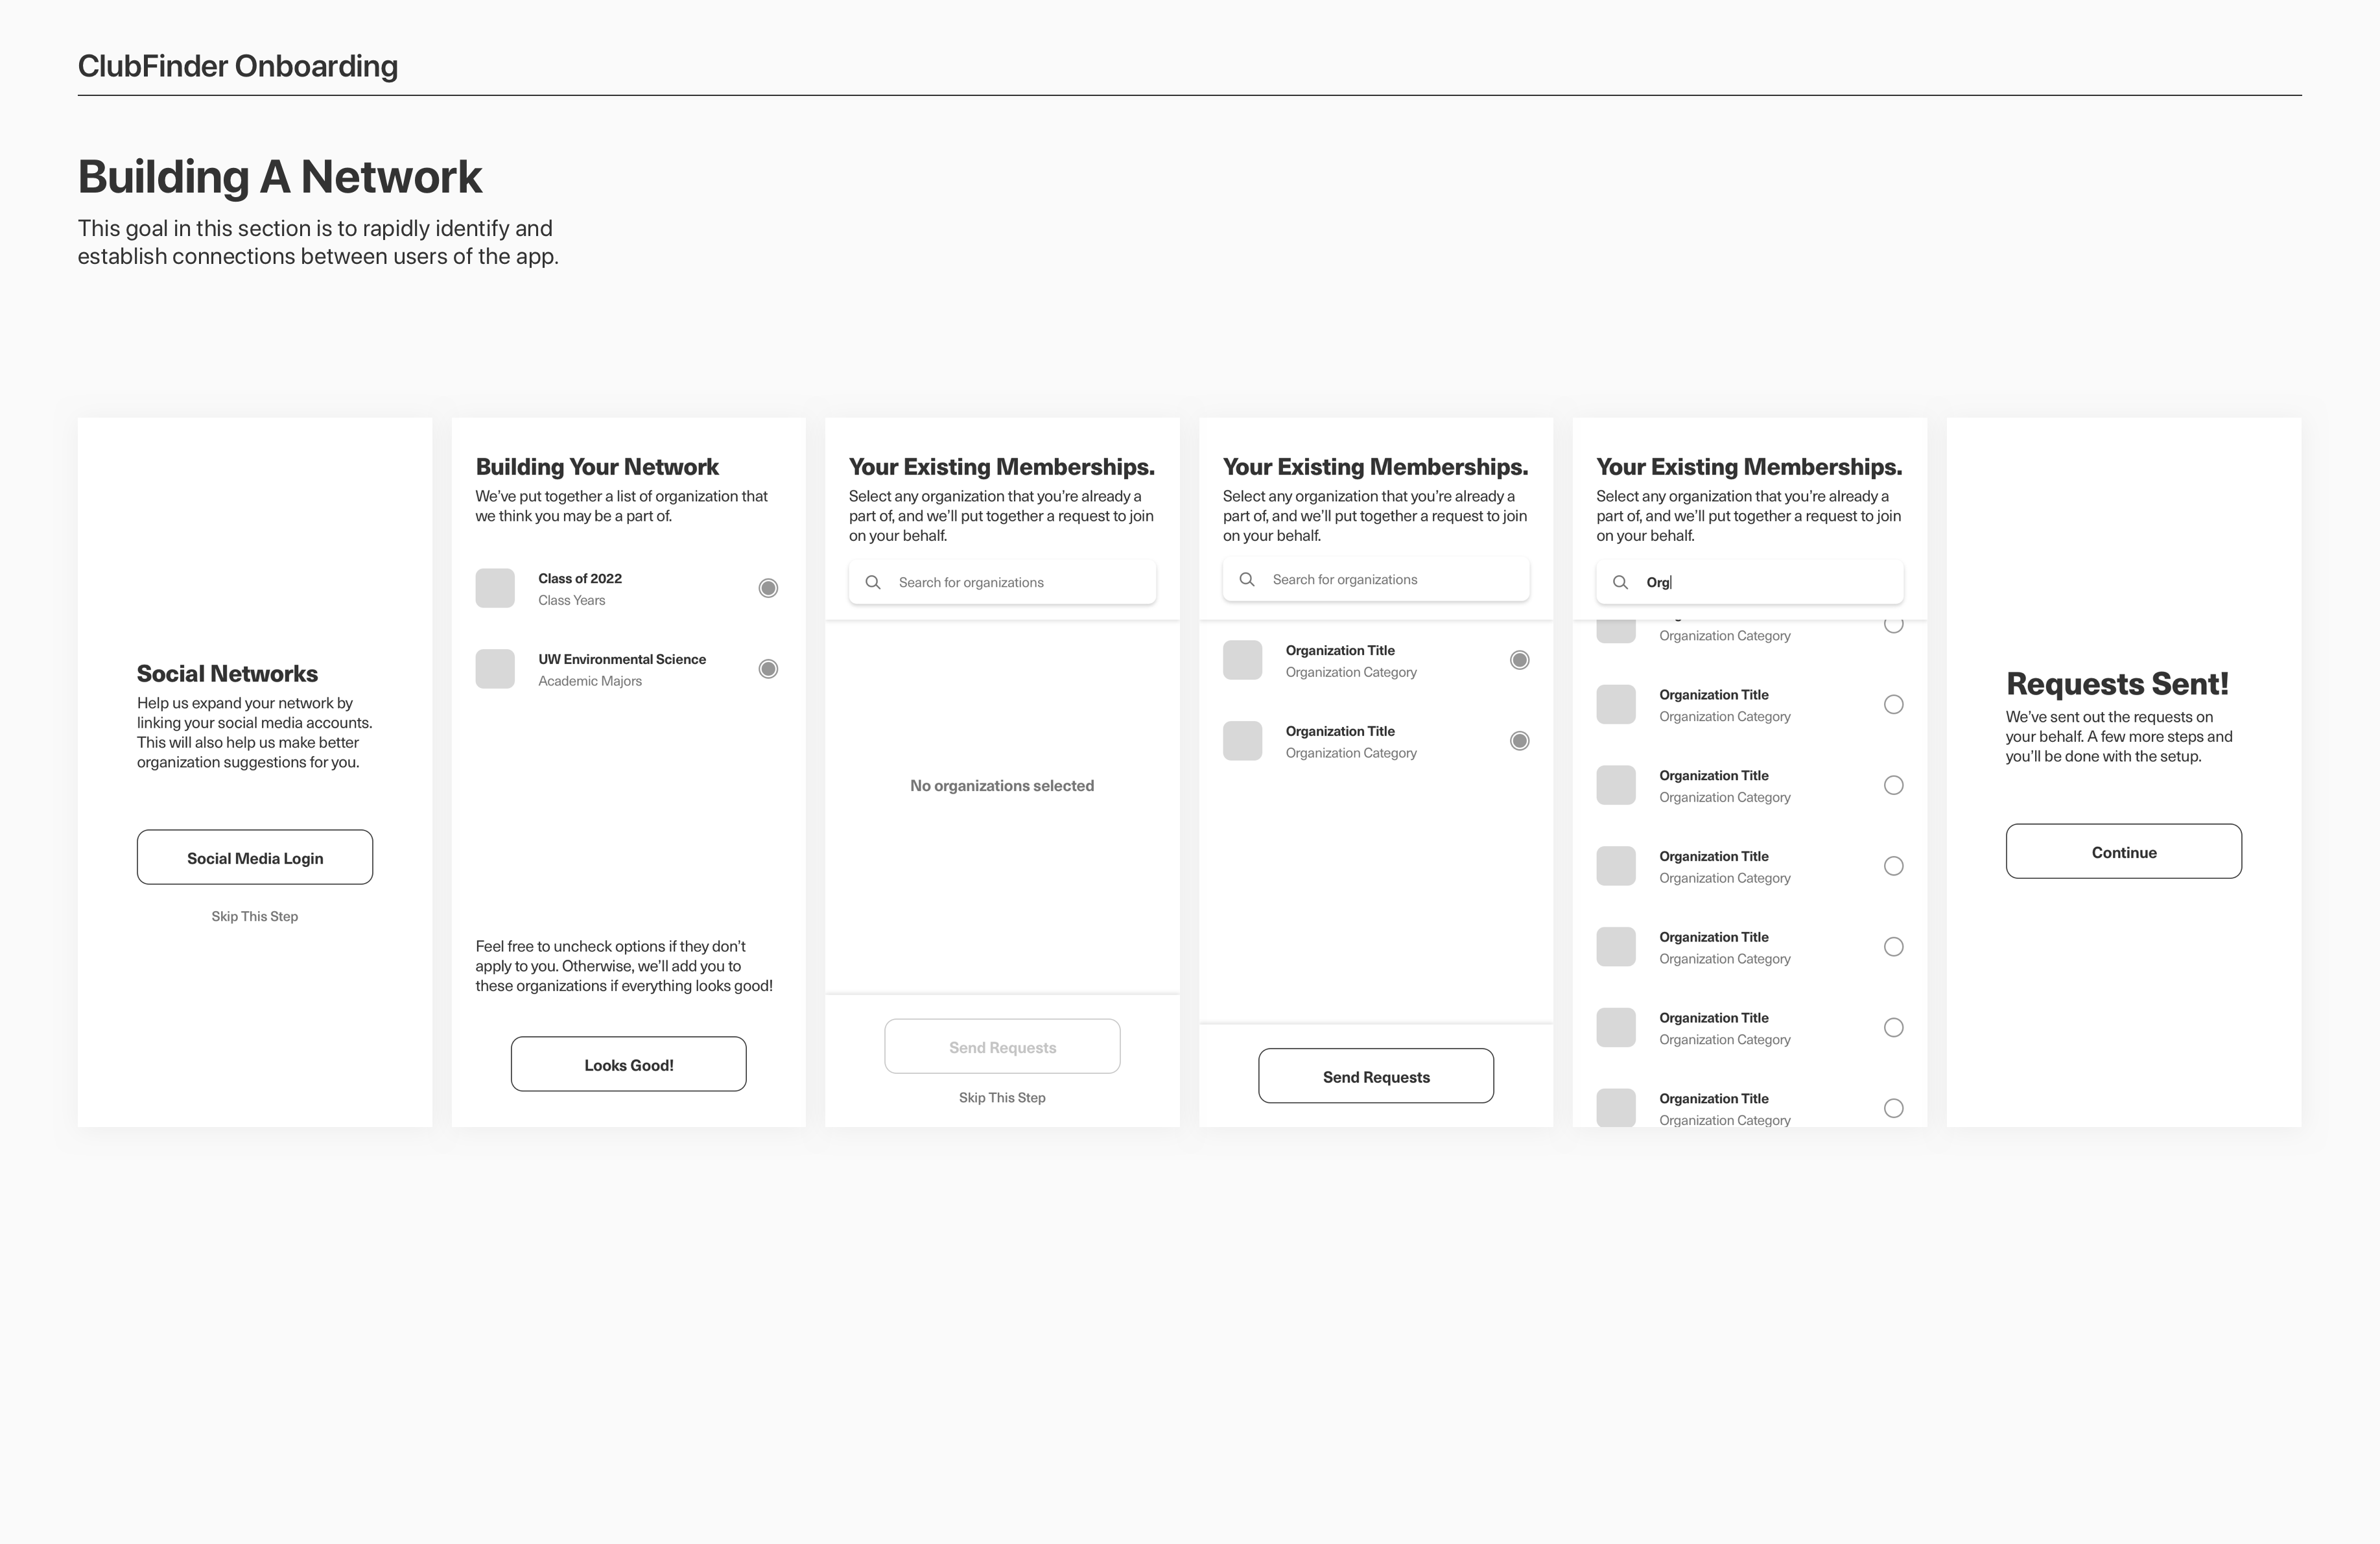 ClubFinder Onboarding
Building A Network
This goal in this section is to rapidly identify and
establish connections between users of the app.
Social Networks
Help us expand your network by
linking your social media accounts.
This will also help us make better
organization suggestions for you.
Social Media Login
Skip This Step
Building Your Network
We've put together a list of organization that
we think you may be a part of.
Class of 2022
Class Years
UW Environmental Science
Academic Majors
Feel free to uncheck options if they don't
apply to you. Otherwise, we'll add you to
these organizations if everything looks good!
Looks Good!
Your Existing Memberships.
Select any organization that you're already a
part of, and we'll put together a request to join
on your behalf.
Search for organizations
No organizations selected
Send Requests
Skip This Step
Your Existing Memberships.
Select any organization that you're already a
part of, and we'll put together a request to join
on your behalf.
Search for organizations
Organization Title
Organization Category
Organization Title
Organization Category
Send Requests
Your Existing Memberships.
Select any organization that you're already a
part of, and we'll put together a request to join
on your behalf.
Org
Organization Category
Organization Title
Organization Category
Organization Title
Organization Category
Organization Title
Organization Category
Organization Title
Organization Category
Organization Title
Organization Category
Organization Title
Organization Category
Requests Sent!
We've sent out the requests on
your behalf. A few more steps and
you'll be done with the setup.
Continue